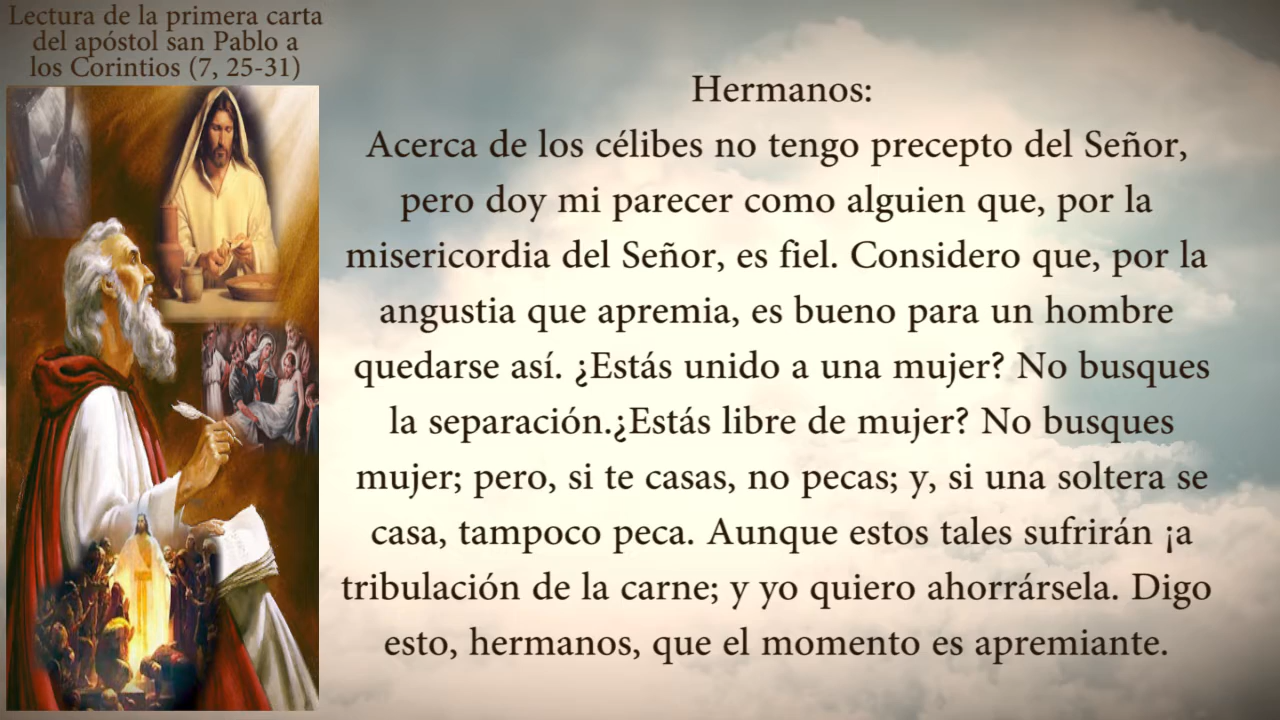 Lectura de la primera carta
del apóstol san Pablo a
los Corintios (7, 25-31)
Hermanos:
Acerca de los célibes no tengo precepto del Señor,
pero doy mi parecer como alguien que, por la
misericordia del Señor, es fiel. Considero que, por la
angustia que apremia, es bueno para un hombre
quedarse así. ¿Estás unido a una mujer? No busques
la separación.¿Estás libre de mujer? No busques
mujer; pero, si te casas, no pecas; y, si una soltera se
casa, tampoco peca. Aunque estos tales sufrirán ¡a
tribulación de la carne; y yo quiero ahorrársela. Digo
esto, hermanos, que el momento es apremiante.